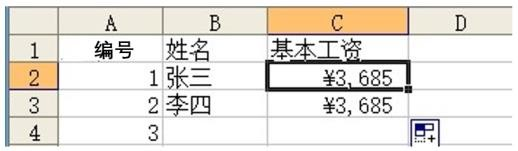 A B C D
1 编号 姓名 基本工资
2 1 张三 ¥3,685
3 2 李四 ¥3,685
4 3